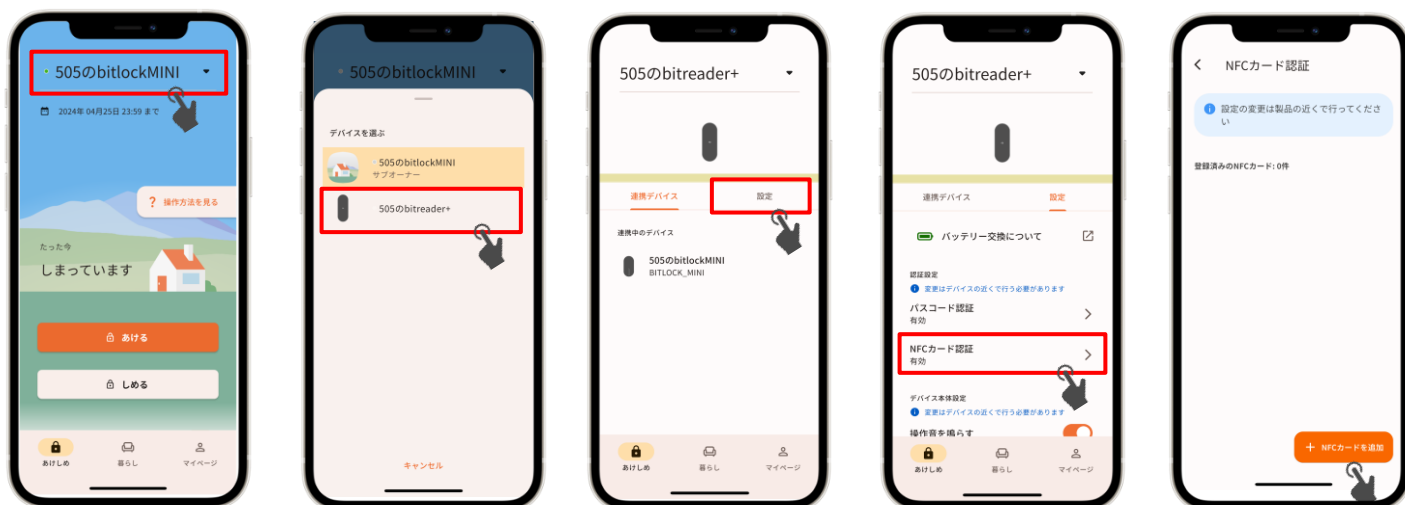 505のbitlockMINI
2024年 04月25日 23:59 まで
? 操作方法を見る
たった今
しまっています
あける
しめる
あけしめ
暮らし
マイページ
505のbitlockMINI
デバイスを選ぶ
505のbitlockMINI
サブオーナー
505のbitreader+
キャンセル
505のbitreader+
連携デバイス
設定
連携中のデバイス
505のbitlockMINI
BITLOCK_MINI
あけしめ
暮らし
マイページ
505のbitreader+
連携デバイス
設定
バッテリー交換について
認証設定
変更はデバイスの近くで行う必要があります
パスコード認証
有効
NFCカード認証
有効
デバイス本体設定
変更はデバイスの近くで行う必要があります
操作音を鳴らす
あけしめ
暮らし
マイページ
NFCカード認証
設定の変更は製品の近くで行ってくださ
い
登録済みのNFCカード: 0件
+ NFCカードを追加